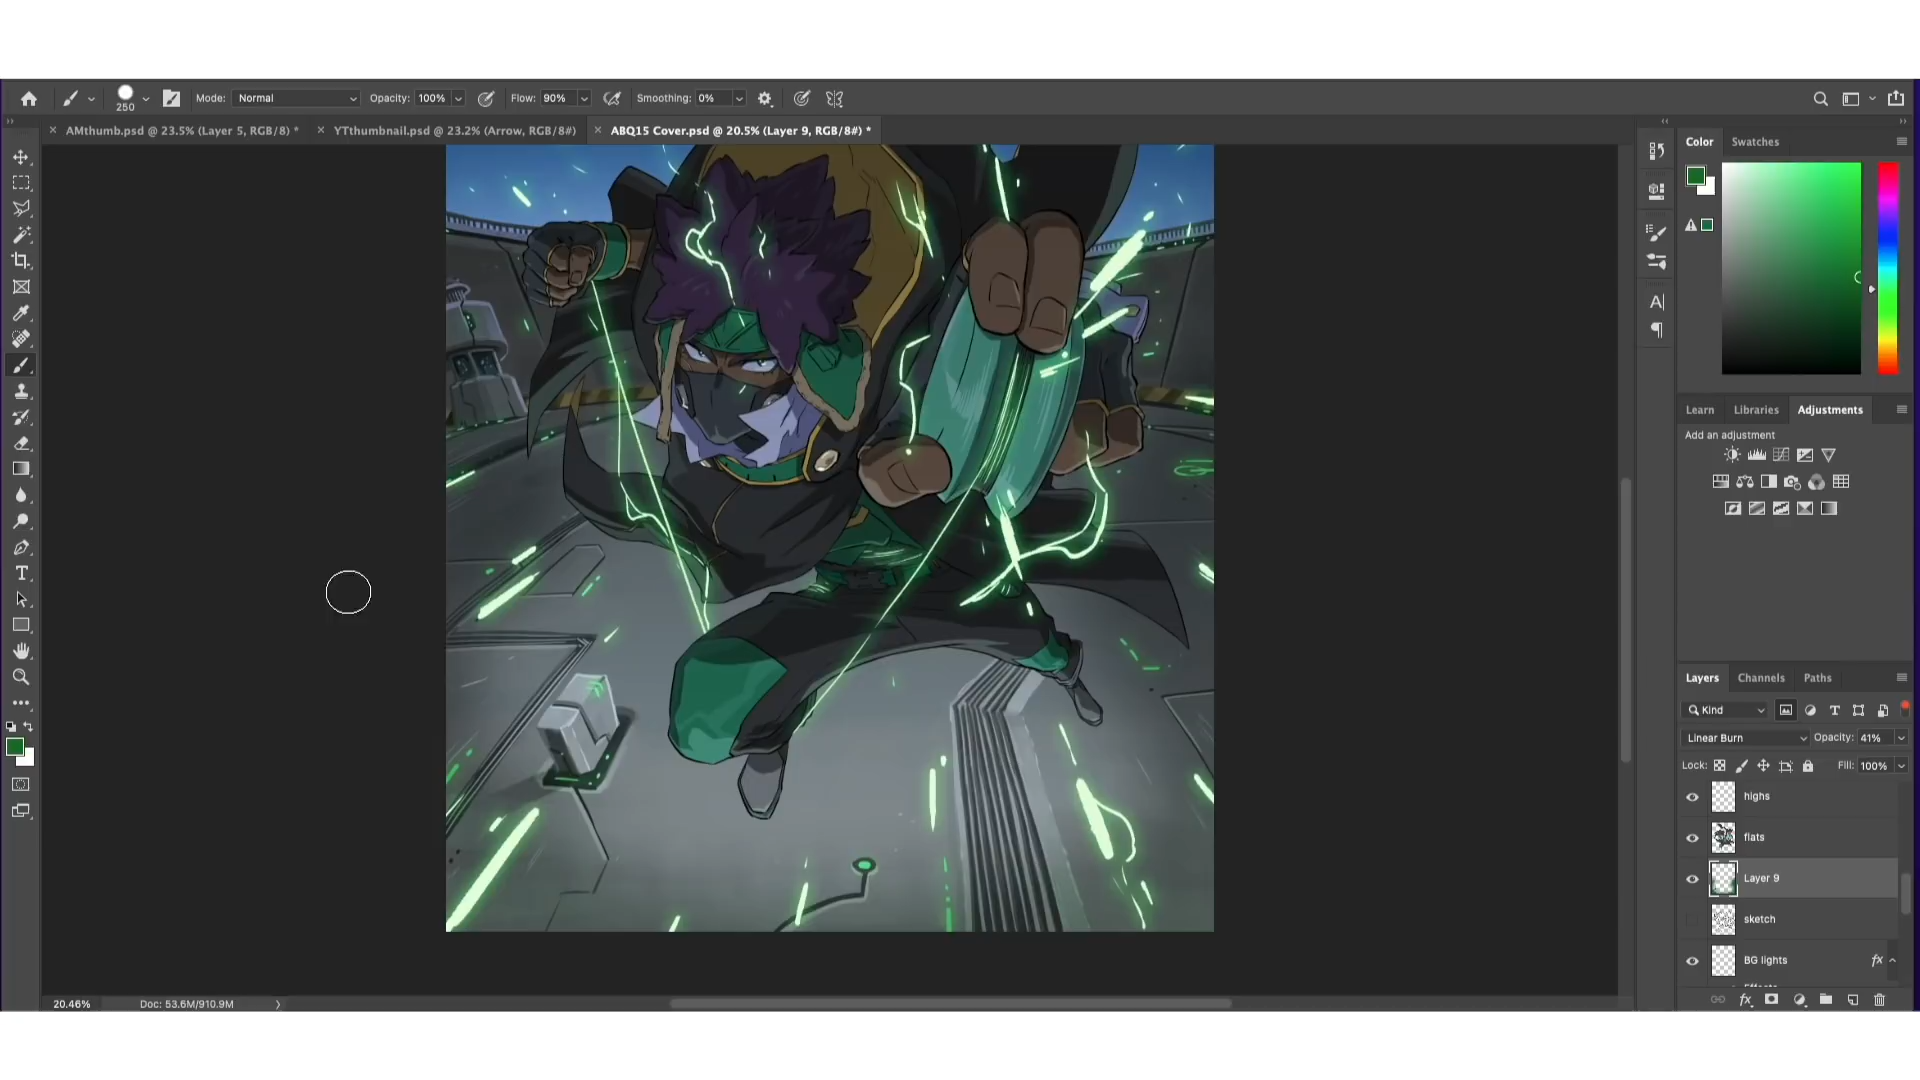 250 Mode: Normal Opacity: 100% Flow: 90% Smoothing: 0%
AMthumb.psd @ 23.5% (Layer 5, RGB/8) * YTthumbnail.psd @ 23.2% (Arrow, RGB/8#) ABQ15 Cover.psd @ 20.5% (Layer 9, RGB/8#) *
Color Swatches
Learn Libraries Adjustments
Add an adjustment
Layers Channels Paths
Kind
Linear Burn Opacity: 41%
Lock: Fill: 100%
highs
flats
Layer 9
sketch
BG lights fx
Effects
20.46% Doc: 53.6M/910.9M